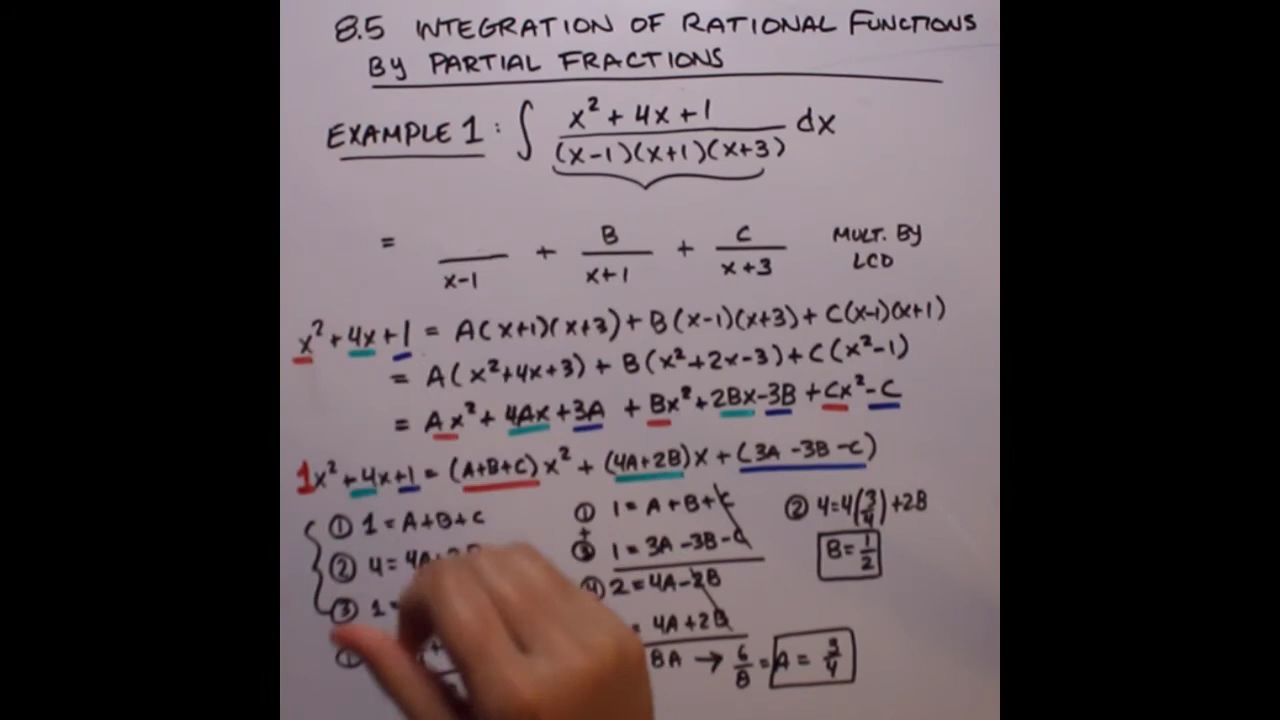 8.5 INTEGRATION OF RATIONAL FUNCTIONS
BY PARTIAL FRACTIONS
EXAMPLE 1: ∫ (x² + 4x + 1)/((x-1)(x+1)(x+3)) dx
= /(x-1) + B/(x+1) + C/(x+3) MULT. BY
LCD
x² + 4x + 1 = A(x+1)(x+3) + B(x-1)(x+3) + C(x-1)(x+1)
= A(x²+4x+3) + B(x²+2x-3) + C(x²-1)
= Ax² + 4Ax + 3A + Bx² + 2Bx - 3B + Cx² - C
1x² + 4x + 1 = (A+B+C)x² + (4A+2B)x + (3A-3B-C)
① 1 = A+B+C
② 4 = 4A+2B
③ 1 =
①
① 1 = A+B+C
+
③ 1 = 3A-3B-C
④ 2 = 4A-2B
= 4A+2B
8A → 6/8 = A = 3/4
② 4 = 4(3/4) + 2B
B = 1/2